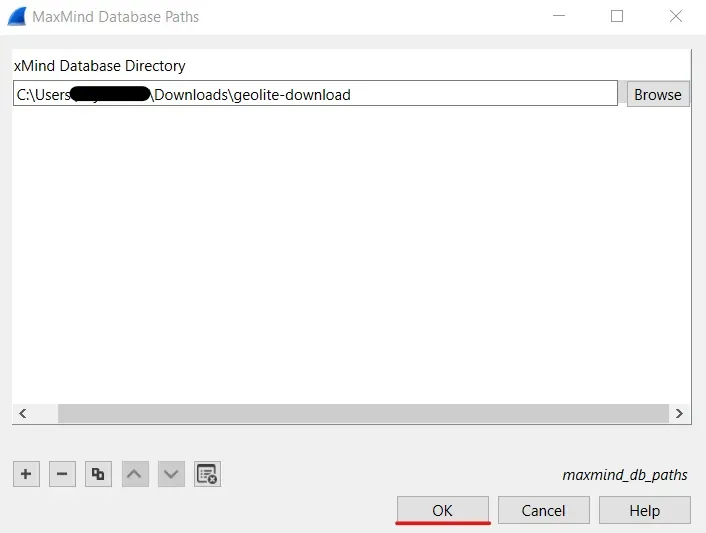 MaxMind Database Paths
xMind Database Directory
C:\Users\ \Downloads\geolite-download
Browse
maxmind_db_paths
OK
Cancel
Help